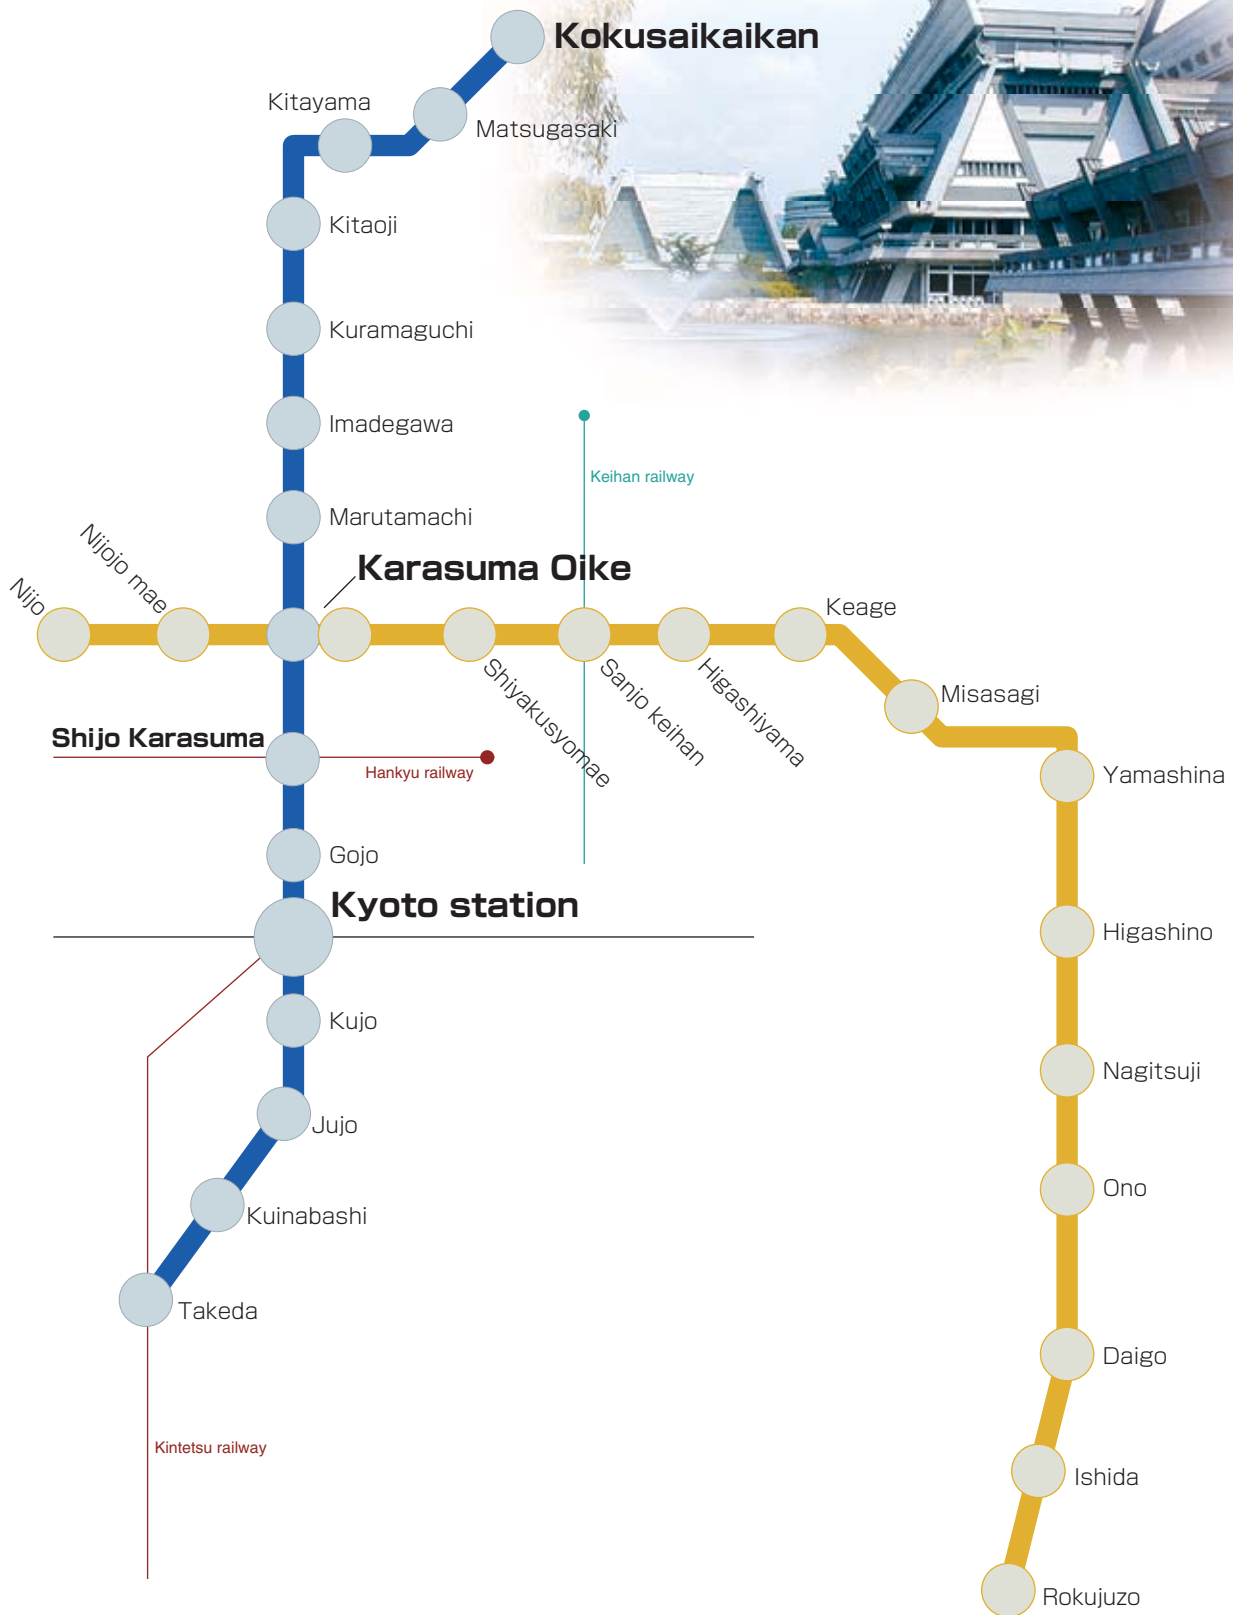 Kokusaikaikan
Kitayama
Matsugasaki
Kitaoji
Kuramaguchi
Imadegawa
Keihan railway
Marutamachi
Nijojo mae
Karasuma Oike
Nijo
Keage
Shiyakusyomae
Sanjo keihan
Higashiyama
Misasagi
Shijo Karasuma
Hankyu railway
Yamashina
Gojo
Kyoto station
Higashino
Kujo
Nagitsuji
Jujo
Ono
Kuinabashi
Takeda
Daigo
Kintetsu railway
Ishida
Rokujuzo